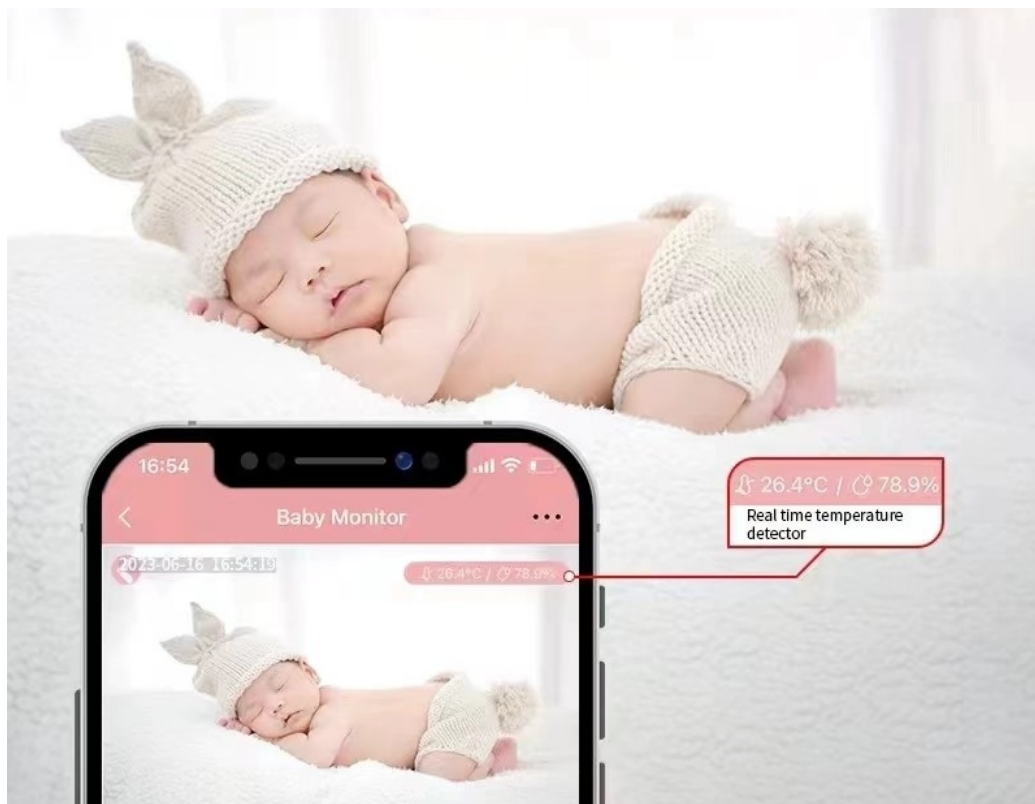 16:54
Baby Monitor
2023-06-16 16:54:19
26.4°C / 78.9%
26.4°C / 78.9%
Real time temperature
detector